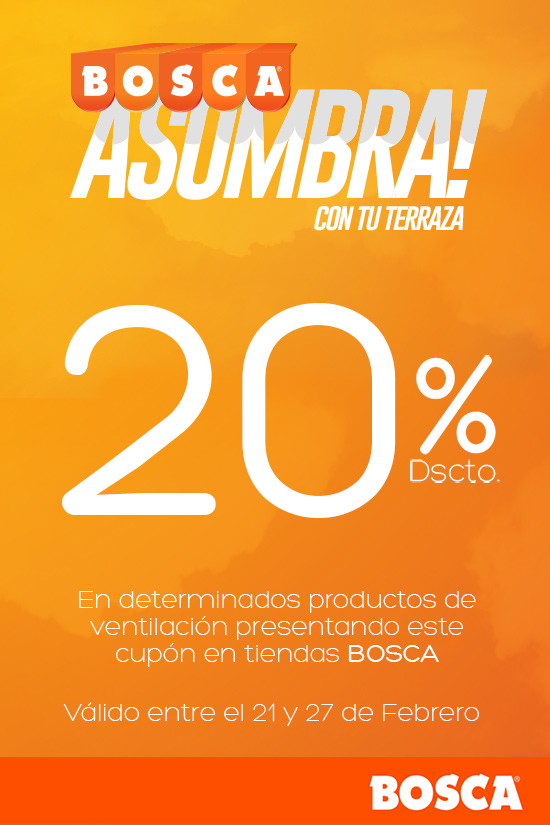 BOSCA®
ASOMBRA!
CON TU TERRAZA
20%
Dscto.
En determinados productos de
ventilación presentando este
cupón en tiendas BOSCA
Válido entre el 21 y 27 de Febrero
BOSCA®